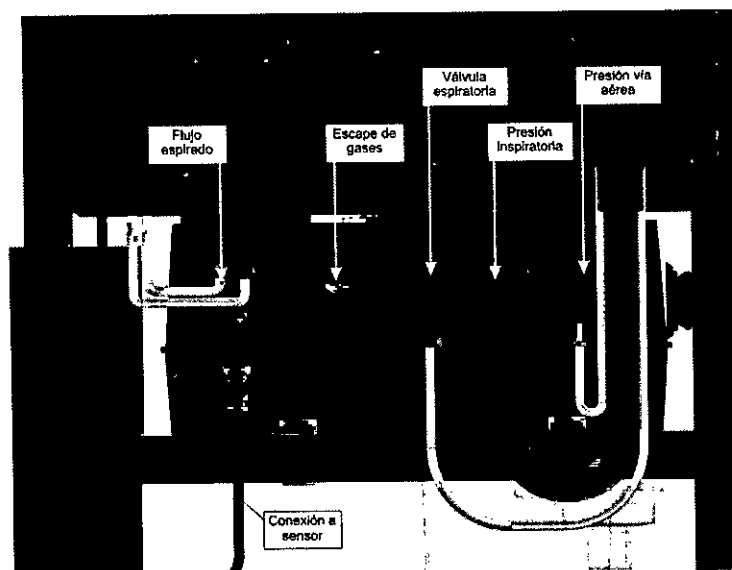 Válvula
espiratoria
Presión vía
aérea
Flujo
espirado
Escape de
gases
Presión
inspiratoria
Conexión a
sensor